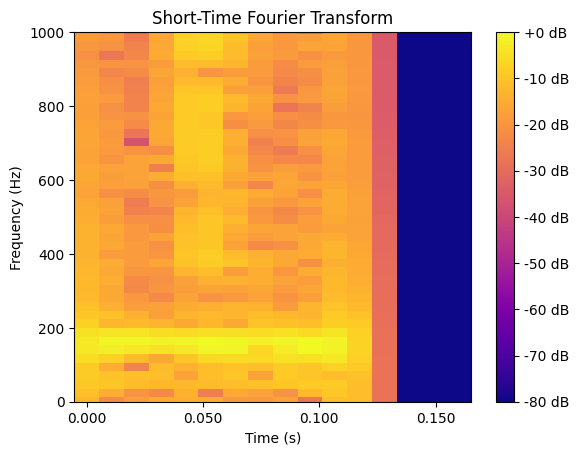 Short-Time Fourier Transform
Frequency (Hz)
1000
800
600
400
200
0
0.000
0.050
0.100
0.150
Time (s)
+0 dB
-10 dB
-20 dB
-30 dB
-40 dB
-50 dB
-60 dB
-70 dB
-80 dB